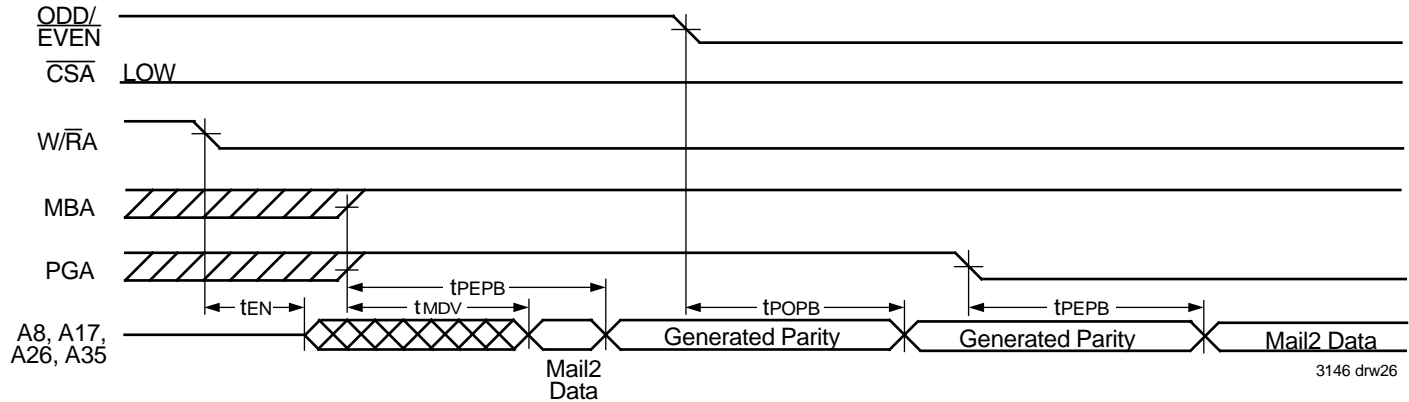 ODD/
EVEN
CSA LOW
W/RA
MBA
PGA
tPEPB
tEN tMDV tPOPB tPEPB
A8, A17,
A26, A35
Generated Parity Generated Parity Mail2 Data
Mail2
Data
3146 drw26